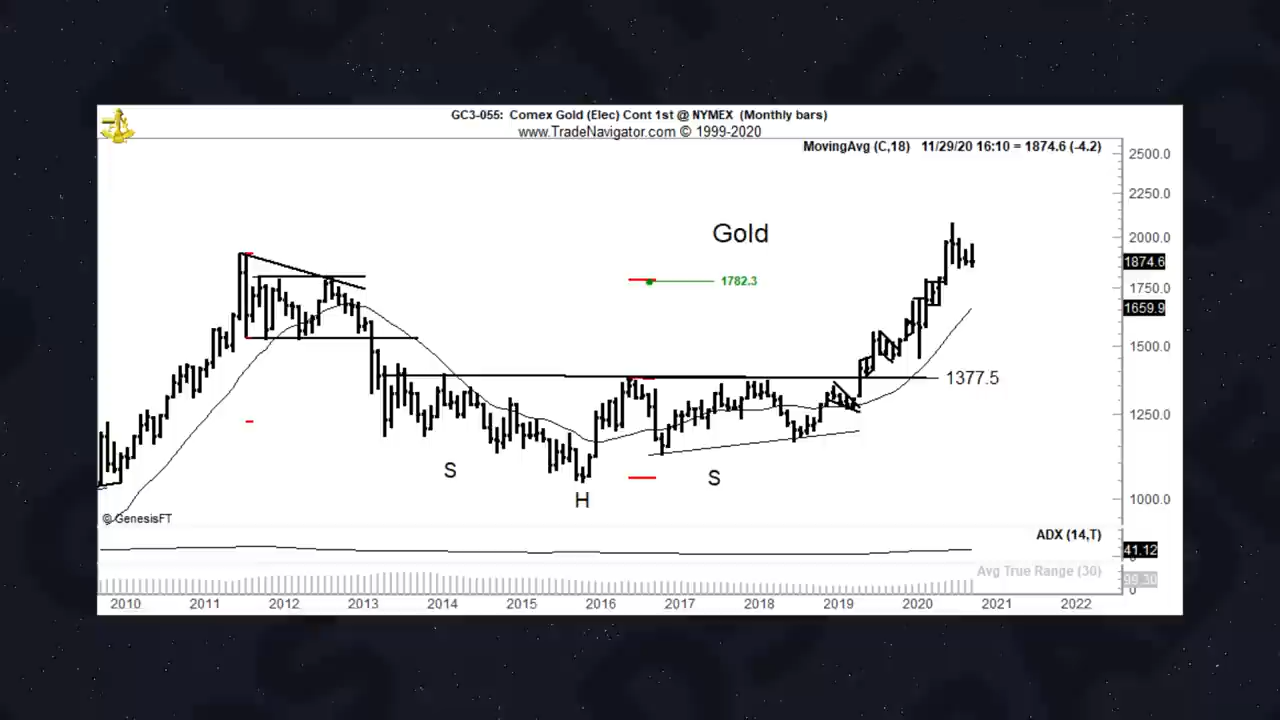 GC3-055: Comex Gold (Elec) Cont 1st @ NYMEX (Monthly bars)
www.TradeNavigator.com © 1999-2020
MovingAvg (C,18) 11/29/20 16:10 = 1874.6 (-4.2)
2500.0
2250.0
Gold
2000.0
1874.6
1782.3
1750.0
1659.9
1500.0
1377.5
1250.0
S
S
H
1000.0
© GenesisFT
ADX (14,T)
41.12
0
Avg True Range (30)
99.30
0
2010 2011 2012 2013 2014 2015 2016 2017 2018 2019 2020 2021 2022